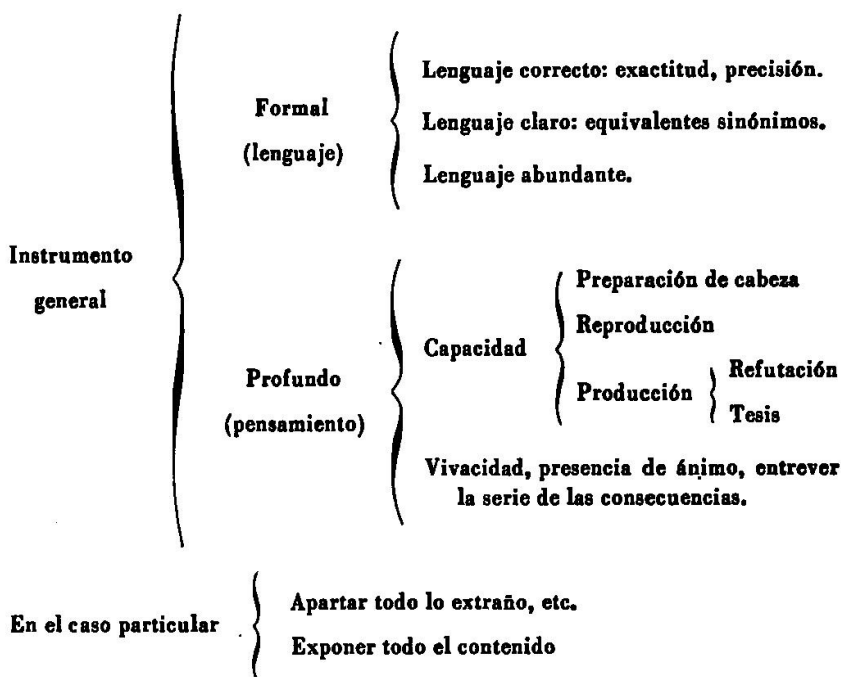 Formal
(lenguaje)
Lenguaje correcto: exactitud, precisión.
Lenguaje claro: equivalentes sinónimos.
Lenguaje abundante.
Instrumento
general
Profundo
(pensamiento)
Capacidad
Preparación de cabeza
Reproducción
Producción
Refutación
Tesis
Vivacidad, presencia de ánimo, entrever
la serie de las consecuencias.
En el caso particular
Apartar todo lo extraño, etc.
Exponer todo el contenido